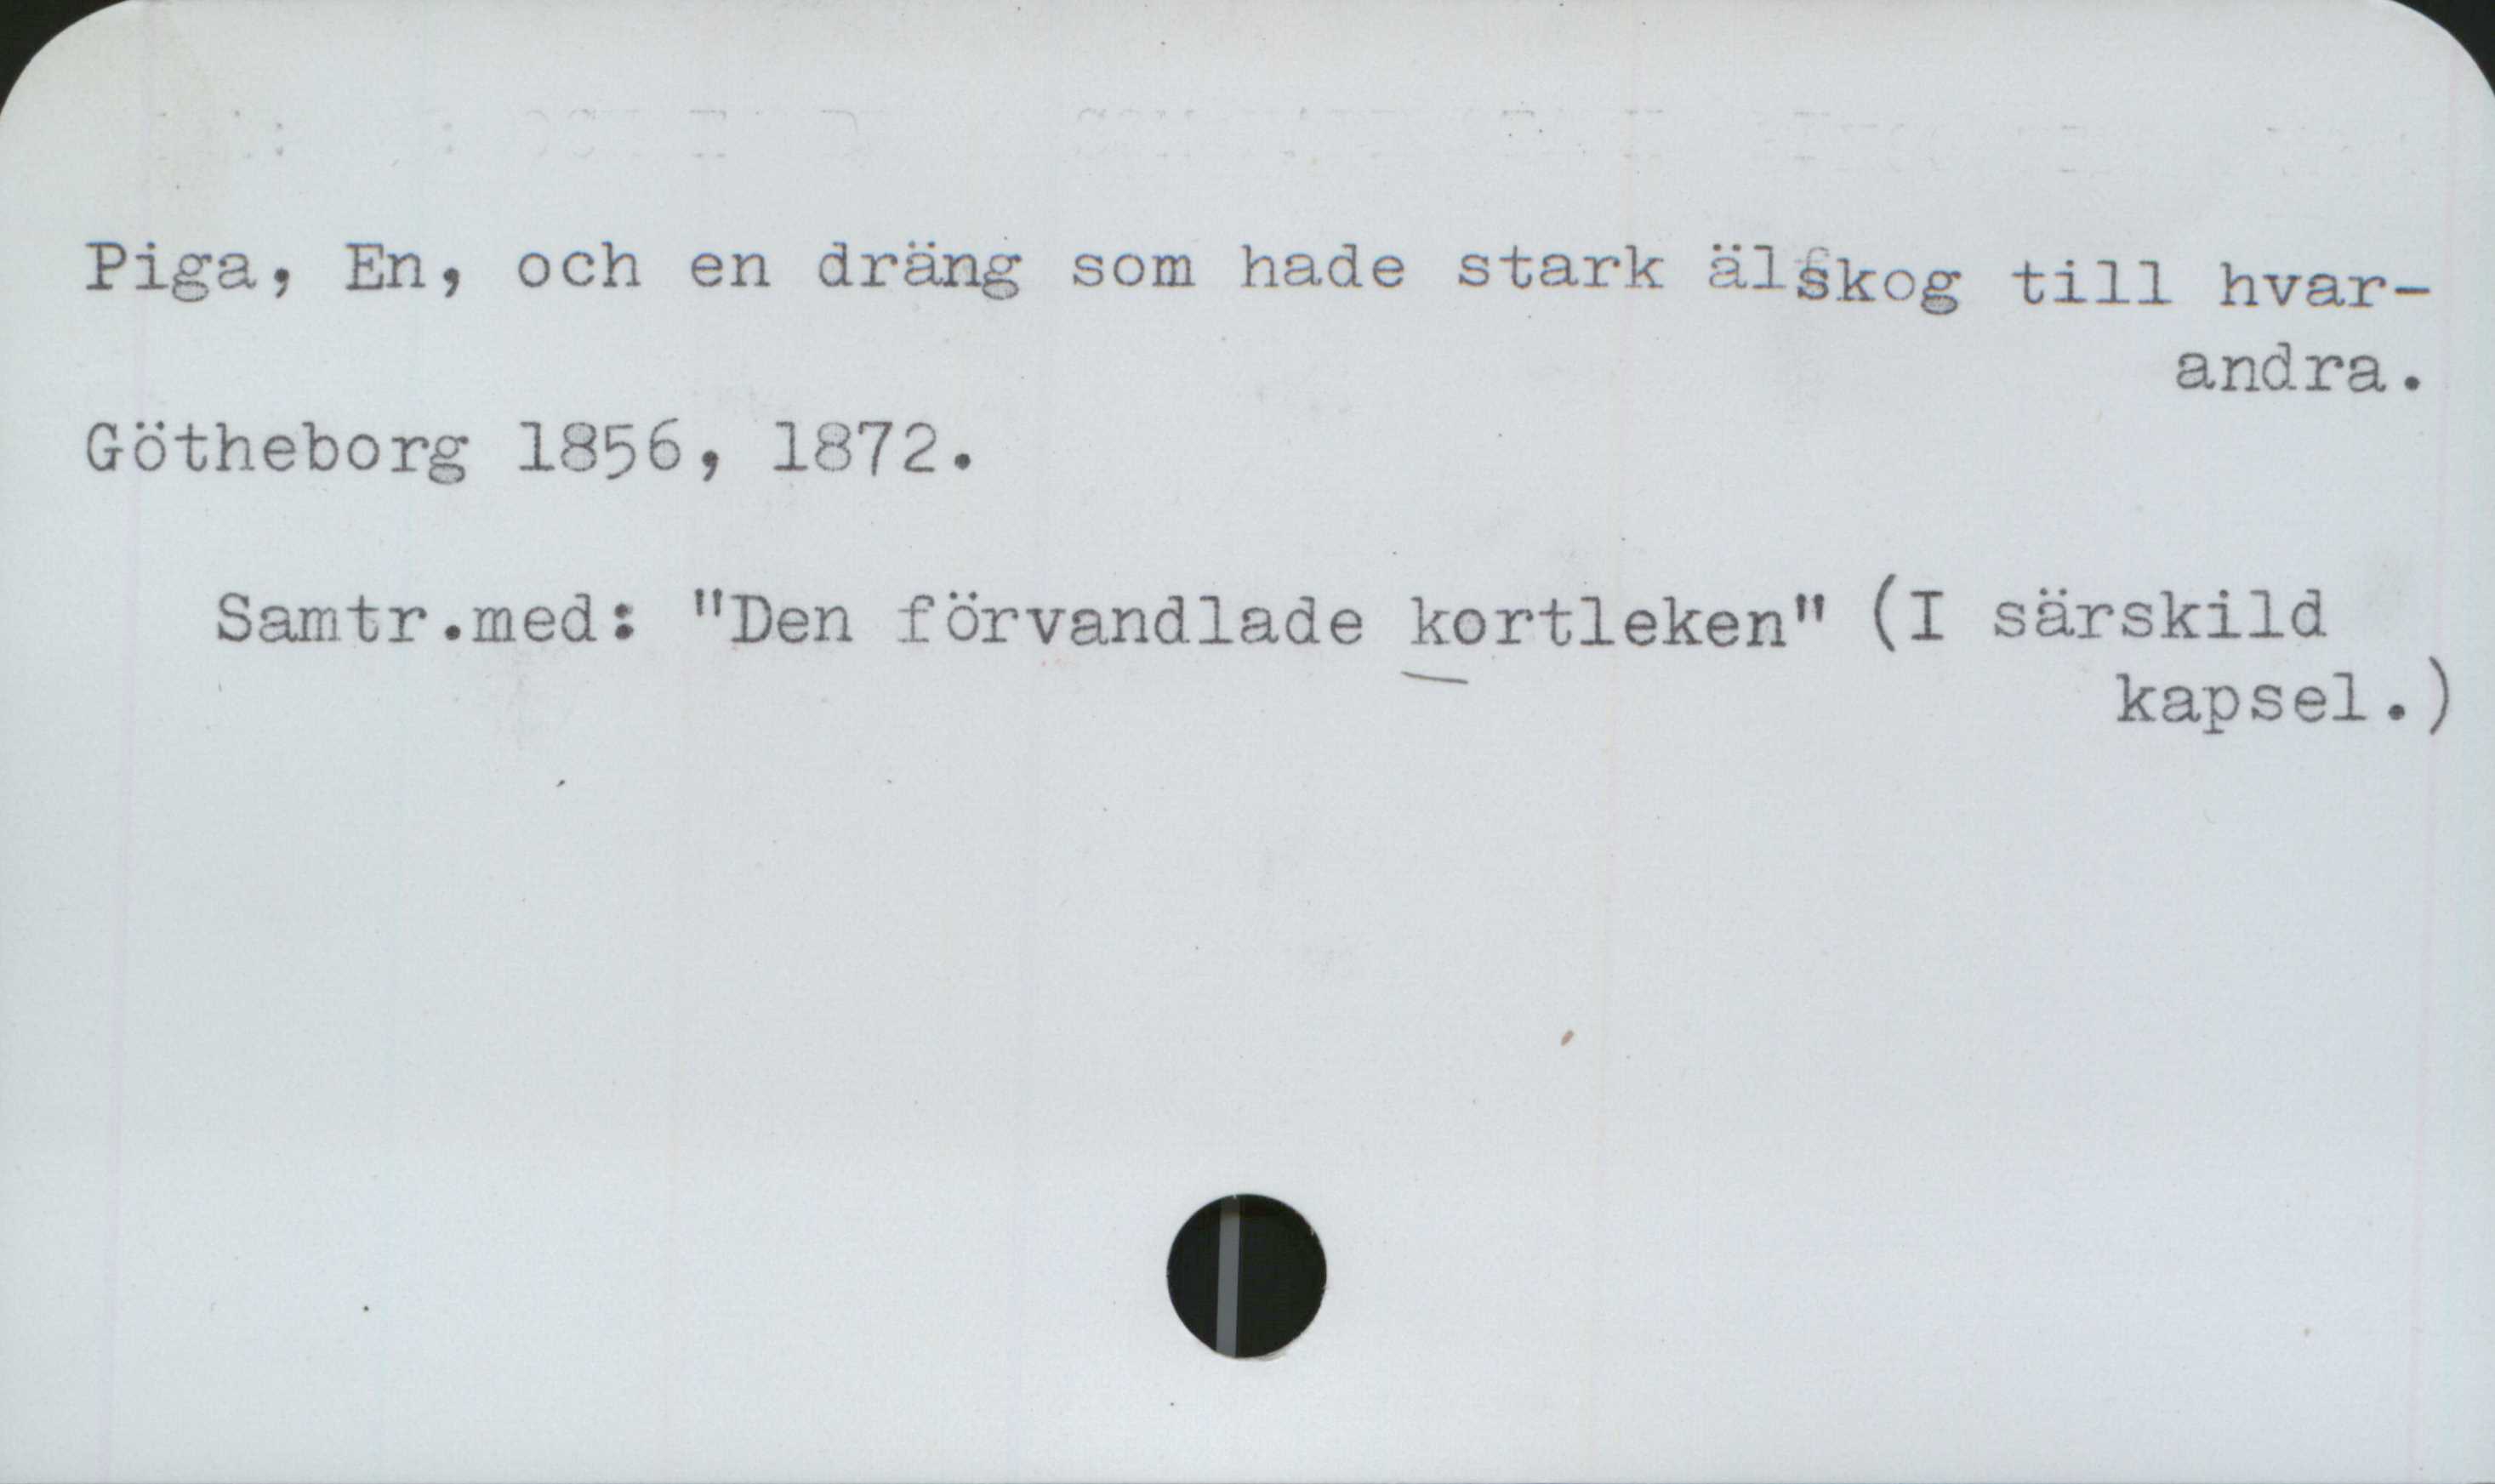 Piga, En, och en dräng som hade stark älskog till hvar-
andra.
Götheborg 1856, 1872.
Samtr.med: "Den förvandlade kortleken" (I särskild
kapsel.)